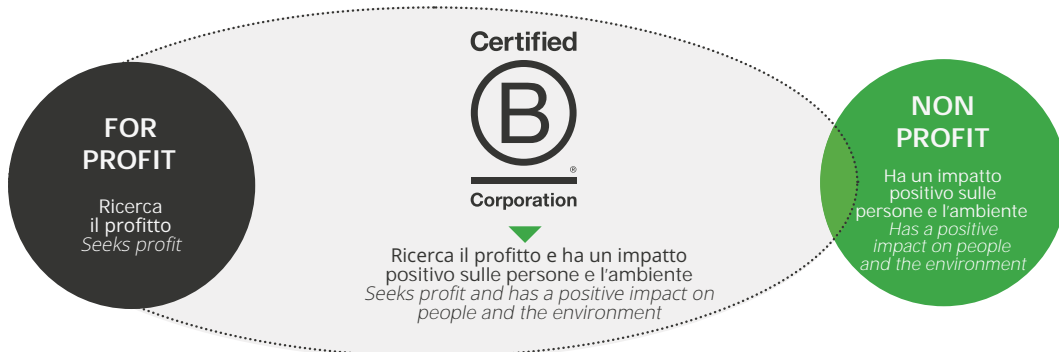 FOR
PROFIT
Ricerca
il profitto
Seeks profit
Certified
B
®
Corporation
Ricerca il profitto e ha un impatto
positivo sulle persone e l'ambiente
Seeks profit and has a positive impact on
people and the environment
NON
PROFIT
Ha un impatto
positivo sulle
persone e l'ambiente
Has a positive
impact on people
and the environment